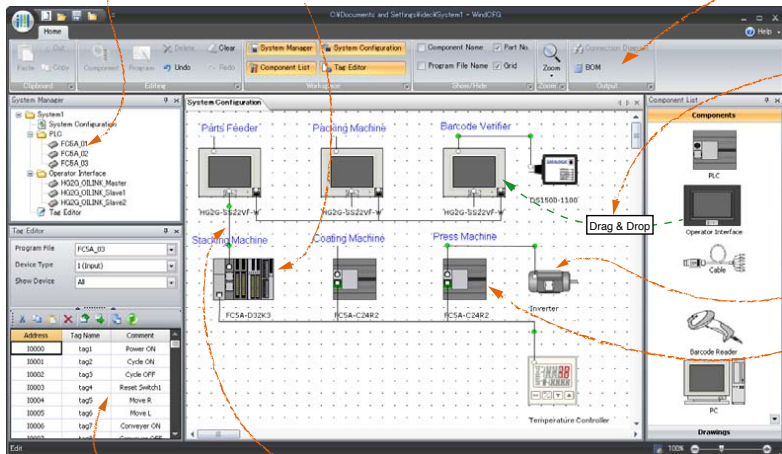 C:\Documents and Settings\idec\System1 - WindCFG
Home
Help
Paste
Cut
Copy
Clipboard
Component
Program
Delete
Undo
Clear
Redo
Editing
System Manager
System Configuration
Component List
Tag Editor
Workspace
Component Name
Part No.
Program File Name
Grid
Show/Hide
Zoom
Zoom
Connection Diagram
BOM
Output
System Manager
System1
System Configuration
PLC
FC5A_01
FC5A_02
FC5A_03
Operator Interface
HG2G_OILINK_Master
HG2G_OILINK_Slave1
HG2G_OILINK_Slave2
Tag Editor
Tag Editor
Program File
FC5A_03
Device Type
I (Input)
Show Device
All
Address Tag Name Comment
I0000 tag1 Power ON
I0001 tag2 Cycle ON
I0002 tag3 Cycle OFF
I0003 tag4 Reset Switch1
I0004 tag5 Move R
I0005 tag6 Move L
I0006 tag7 Conveyer ON
I0007 tag8 Conveyer OFF
Edit
System Configuration
Parts Feeder
Packing Machine
Barcode Verifier
HG2G-SS22VF-W
HG2G-SS22VF-W
HG2G-SS22VF-W
DS1500-1100
Stacking Machine
Coating Machine
Press Machine
FC5A-D32K3
FC5A-C24R2
FC5A-C24R2
Inverter
Temperature Controller
Drag & Drop
Component List
Components
PLC
Operator Interface
Cable
Barcode Reader
PC
Drawings
100%